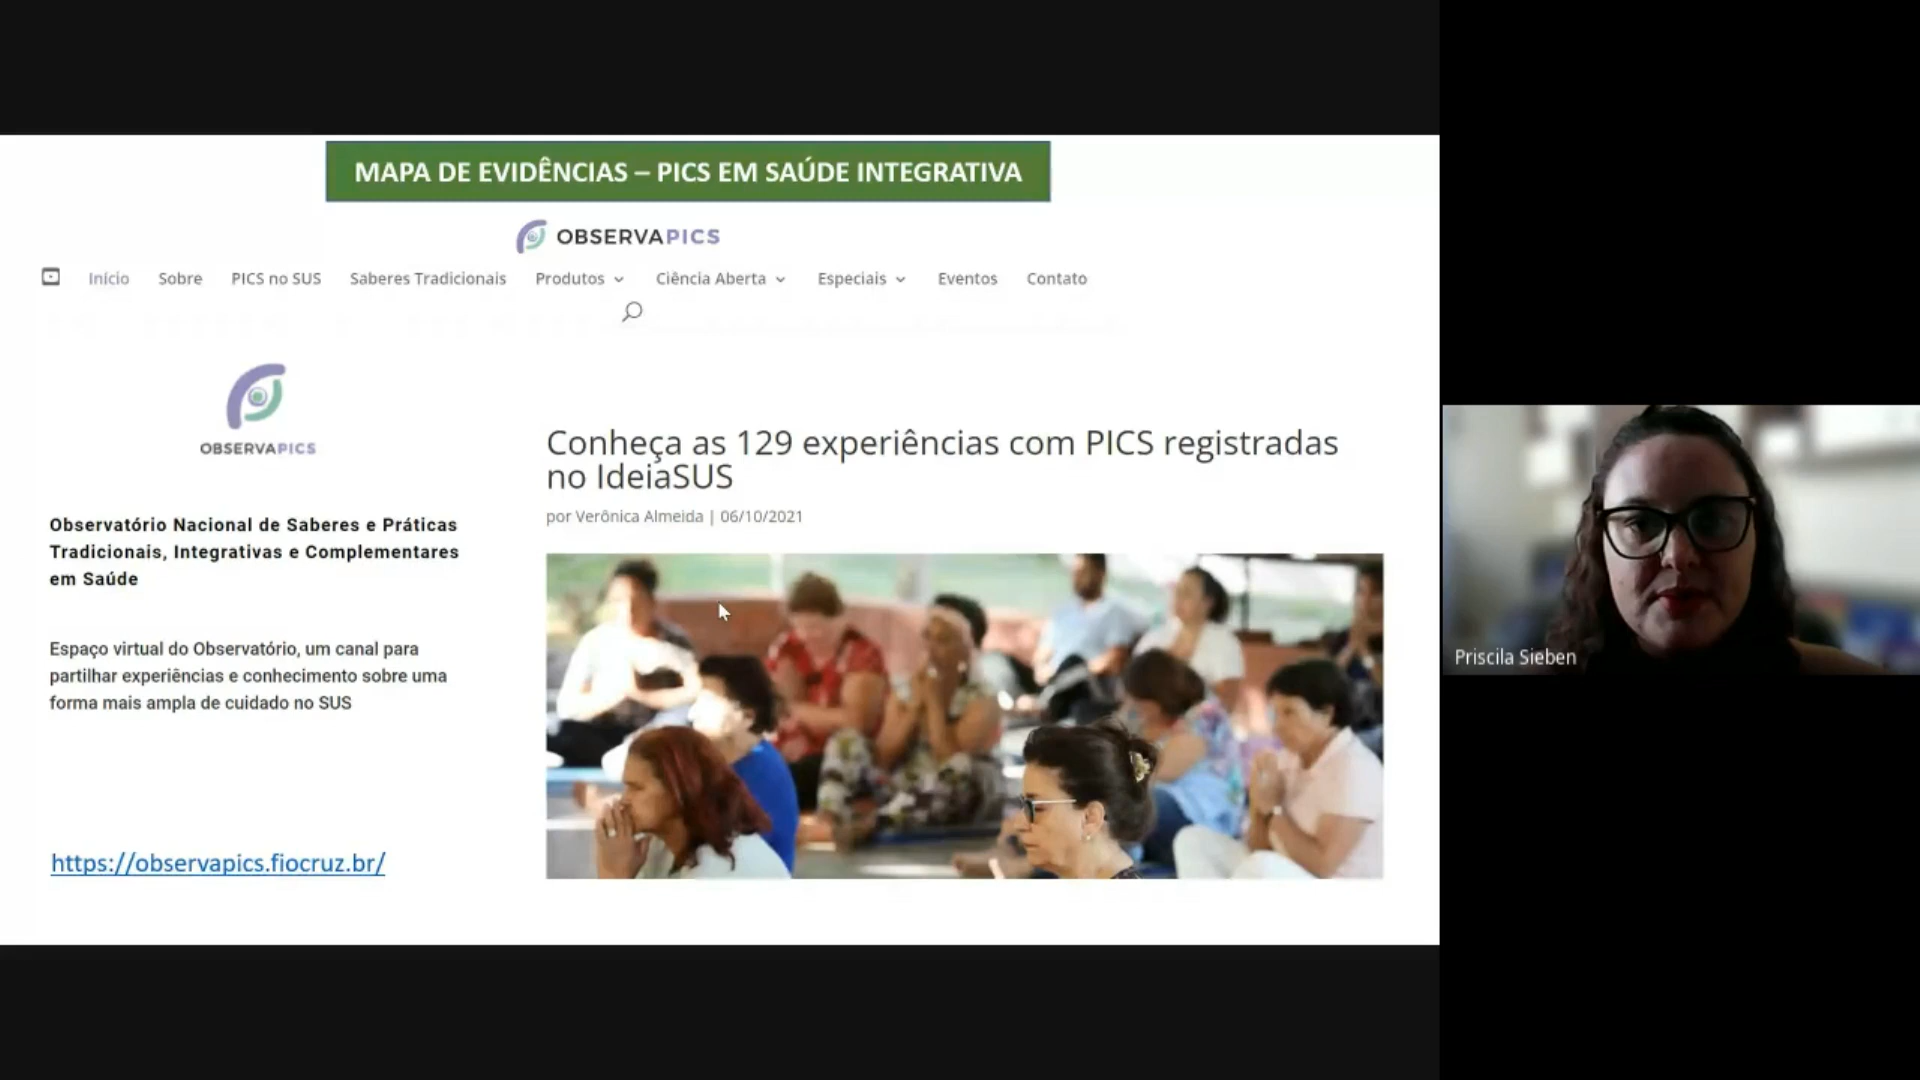 MAPA DE EVIDÊNCIAS – PICS EM SAÚDE INTEGRATIVA
OBSERVAPICS
Início Sobre PICS no SUS Saberes Tradicionais Produtos Ciência Aberta Especiais Eventos Contato
OBSERVAPICS
Observatório Nacional de Saberes e Práticas
Tradicionais, Integrativas e Complementares
em Saúde
Espaço virtual do Observatório, um canal para
partilhar experiências e conhecimento sobre uma
forma mais ampla de cuidado no SUS
https://observapics.fiocruz.br/
Conheça as 129 experiências com PICS registradas
no IdeiaSUS
por Verônica Almeida | 06/10/2021
Priscila Sieben